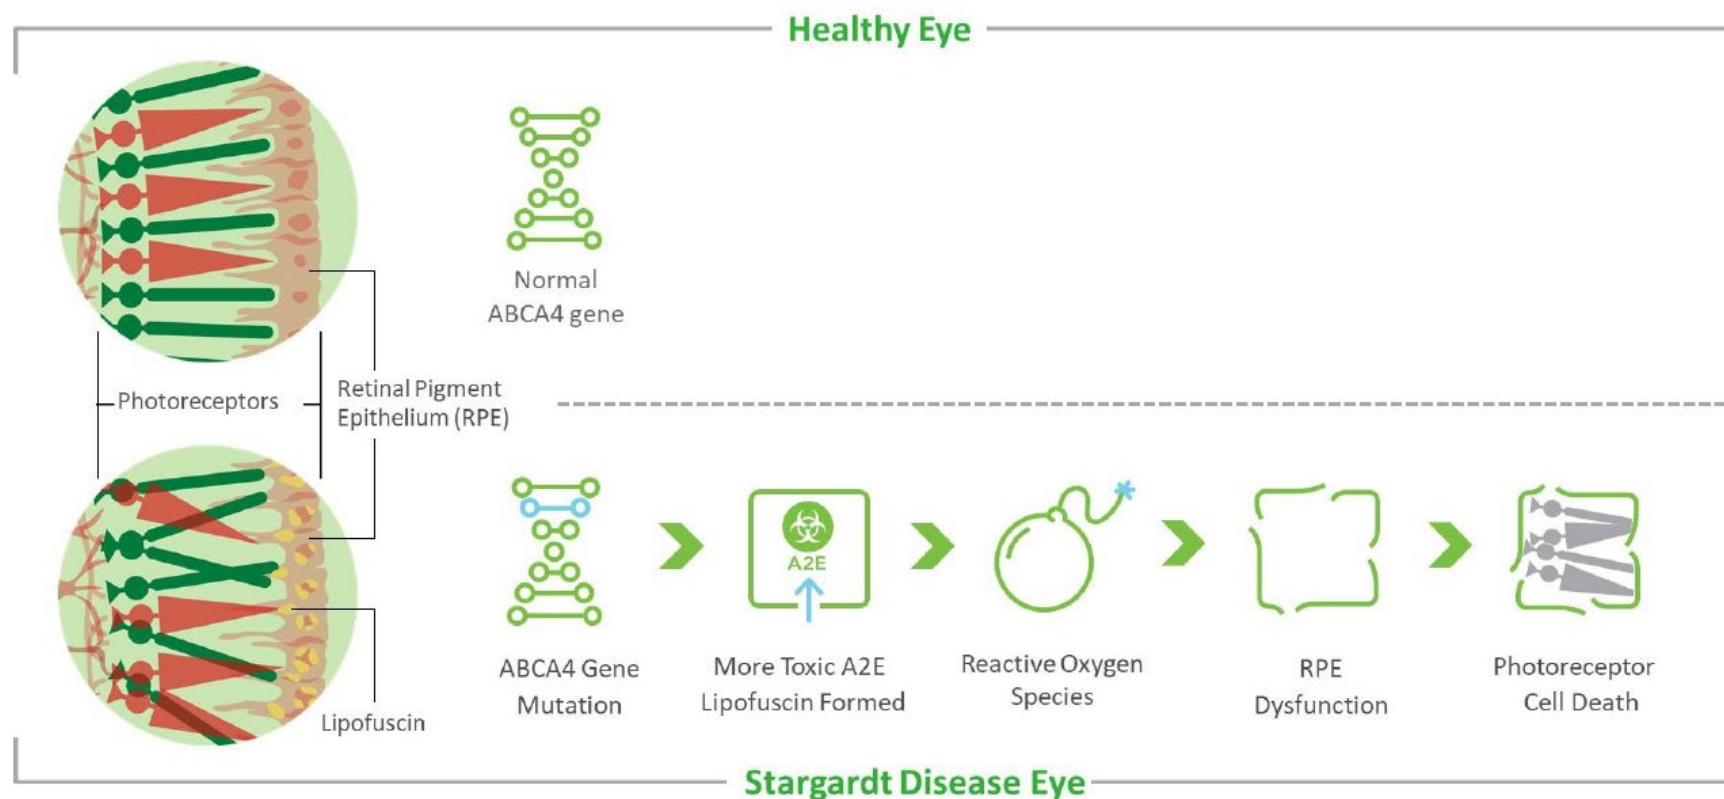 Healthy Eye
Normal
ABCA4 gene
Photoreceptors
Retinal Pigment
Epithelium (RPE)
Lipofuscin
ABCA4 Gene
Mutation
A2E
More Toxic A2E
Lipofuscin Formed
Reactive Oxygen
Species
RPE
Dysfunction
Photoreceptor
Cell Death
Stargardt Disease Eye